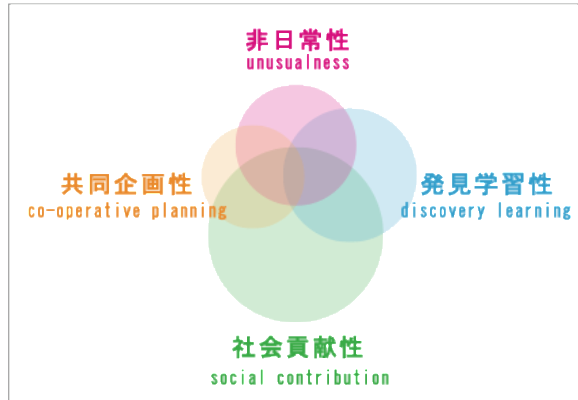 非日常性
unusualness
共同企画性
co-operative planning
発見学習性
discovery learning
社会貢献性
social contribution